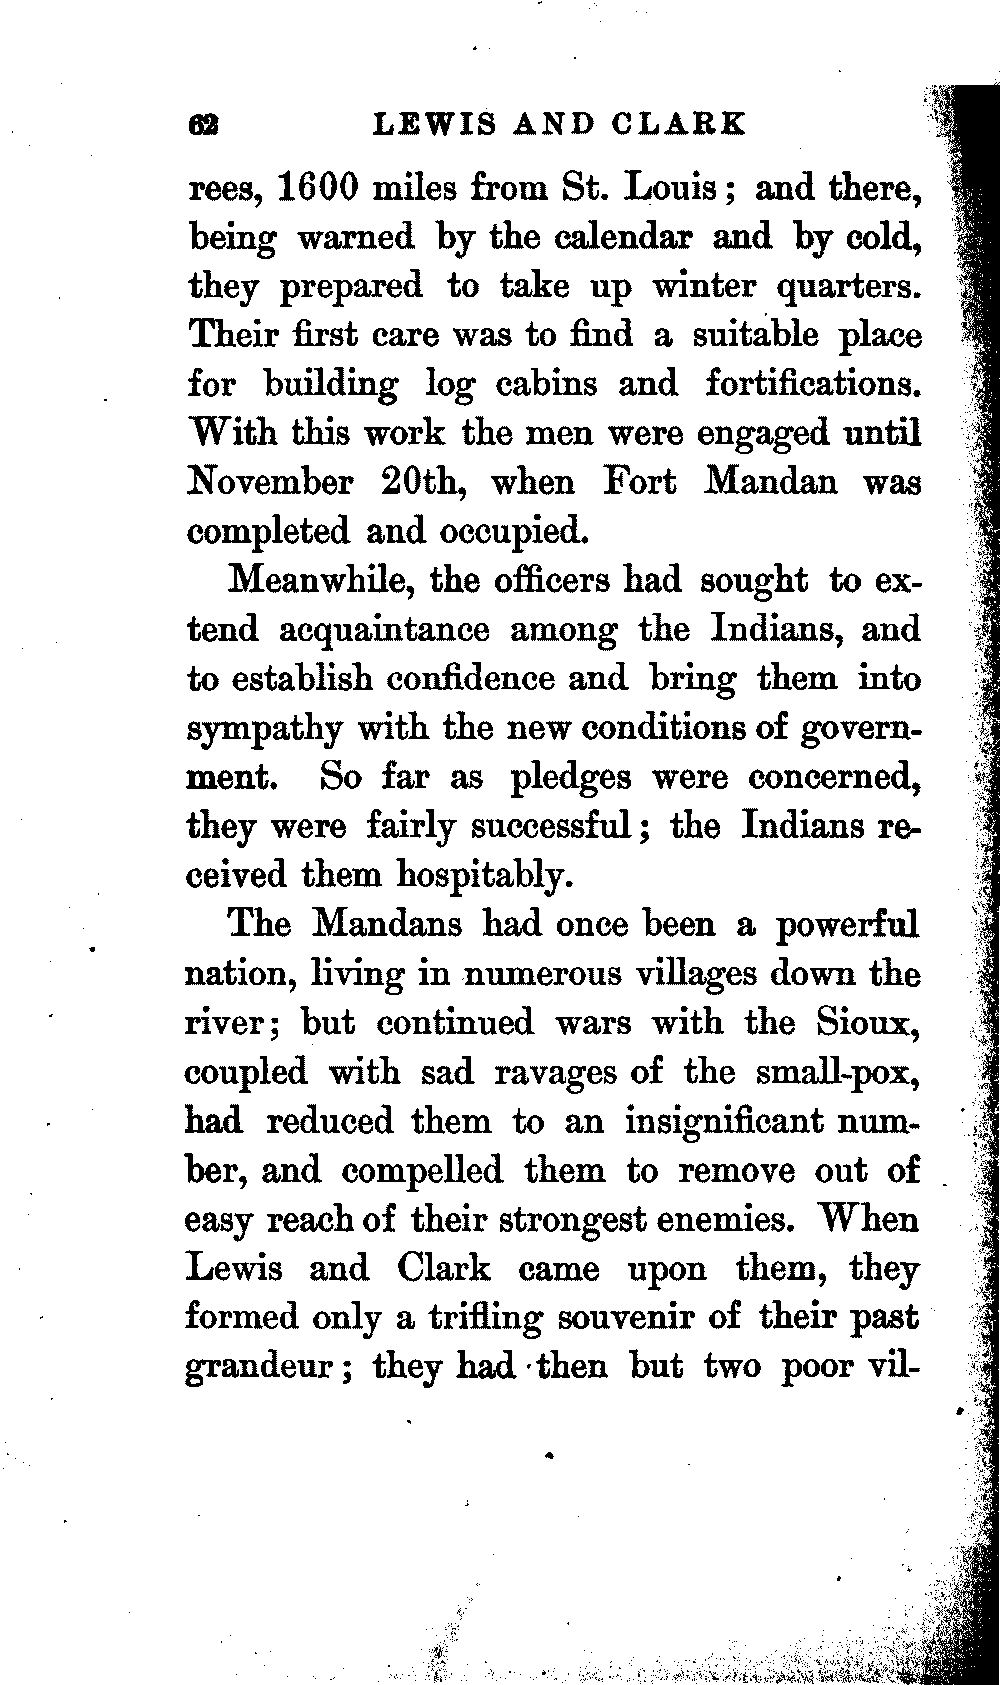 62 LEWIS AND CLARK
rees, 1600 miles from St. Louis; and there,
being warned by the calendar and by cold,
they prepared to take up winter quarters.
Their first care was to find a suitable place
for building log cabins and fortifications.
With this work the men were engaged until
November 20th, when Fort Mandan was
completed and occupied.
Meanwhile, the officers had sought to ex-
tend acquaintance among the Indians, and
to establish confidence and bring them into
sympathy with the new conditions of govern-
ment. So far as pledges were concerned,
they were fairly successful; the Indians re-
ceived them hospitably.
The Mandans had once been a powerful
nation, living in numerous villages down the
river; but continued wars with the Sioux,
coupled with sad ravages of the small-pox,
had reduced them to an insignificant num-
ber, and compelled them to remove out of
easy reach of their strongest enemies. When
Lewis and Clark came upon them, they
formed only a trifling souvenir of their past
grandeur; they had then but two poor vil-